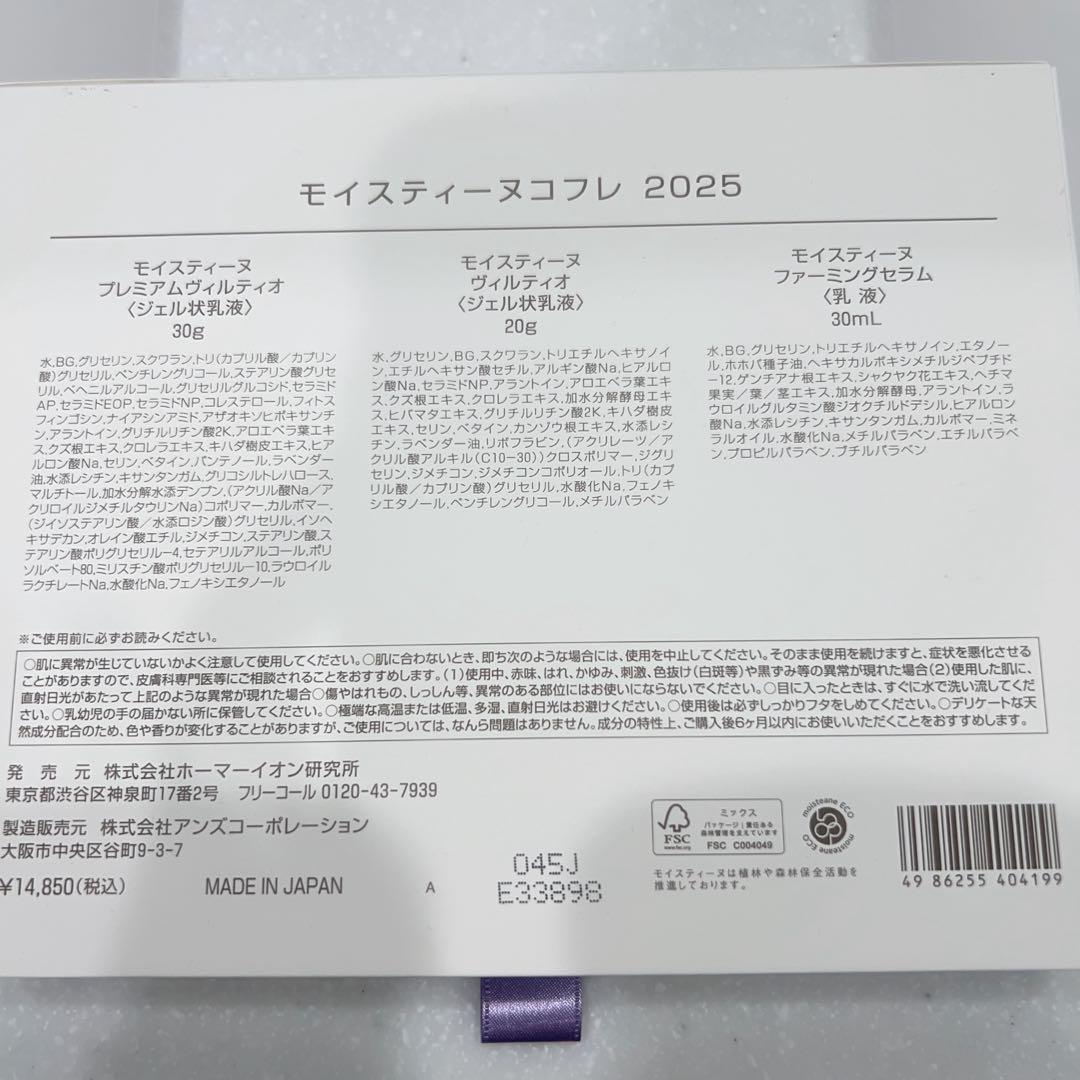 モイスティーヌコフレ 2025
モイスティーヌ
プレミアムヴィルティオ
〈ジェル状乳液〉
30g
水,BG,グリセリン,スクワラン,トリ(カプリル酸/カプリン
酸)グリセリル,ペンチレングリコール,ステアリン酸グリセ
リル,ベヘニルアルコール,グリセリルグルコシド,セラミド
AP,セラミドEOP,セラミドNP,コレステロール,フィトス
フィンゴシン,ナイアシンアミド,アザオキソヒポキサンチ
ン,アラントイン,グリチルリチン酸2K,アロエベラ葉エキ
ス,クズ根エキス,クロレラエキス,キハダ樹皮エキス,ヒア
ルロン酸Na,セリン,ベタイン,パンテノール,ラベンダー
油,水添レシチン,キサンタンガム,グリコシルトレハロース,
マルチトール,加水分解水添デンプン,(アクリル酸Na/ア
クリロイルジメチルタウリンNa)コポリマー,カルボマー,
(ジイソステアリン酸/水添ロジン酸)グリセリル,イソヘ
キサデカン,オレイン酸エチル,ジメチコン,ステアリン酸,ス
テアリン酸ポリグリセリル-4,セテアリルアルコール,ポリ
ソルベート80,ミリスチン酸ポリグリセリル-10,ラウロイル
ラクチレートNa,水酸化Na,フェノキシエタノール
モイスティーヌ
ヴィルティオ
〈ジェル状乳液〉
20g
水,グリセリン,BG,スクワラン,トリエチルヘキサノイ
ン,エチルヘキサン酸セチル,アルギン酸Na,ヒアルロ
ン酸Na,セラミドNP,アラントイン,アロエベラ葉エキ
ス,クズ根エキス,クロレラエキス,加水分解酵母エキ
ス,ヒバマタエキス,グリチルリチン酸2K,キハダ樹皮
エキス,セリン,ベタイン,カンゾウ根エキス,水添レシ
チン,ラベンダー油,リボフラビン,(アクリレーツ/ア
クリル酸アルキル(C10-30))クロスポリマー,ジグリ
セリン,ジメチコン,ジメチコンコポリオール,トリ(カプ
リル酸/カプリン酸)グリセリル,水酸化Na,フェノキ
シエタノール,ペンチレングリコール,メチルパラベン
モイスティーヌ
ファーミングセラム
〈乳 液〉
30mL
水,BG,グリセリン,トリエチルヘキサノイン,エタノー
ル,ホホバ種子油,ヘキサカルボキシメチルジペプチド
-12,ゲンチアナ根エキス,シャクヤク花エキス,ヘチマ
果実/葉/茎エキス,加水分解酵母,アラントイン,ラ
ウロイルグルタミン酸ジオクチルドデシル,ヒアルロン
酸Na,水添レシチン,キサンタンガム,カルボマー,ミネ
ラルオイル,水酸化Na,メチルパラベン,エチルパラベ
ン,プロピルパラベン,ブチルパラベン
※ご使用前に必ずお読みください。
○肌に異常が生じていないかよく注意して使用してください。○肌に合わないとき、即ち次のような場合には、使用を中止してください。そのまま使用を続けますと、症状を悪化させる
ことがありますので、皮膚科専門医等にご相談されることをおすすめします。(1)使用中、赤味、はれ、かゆみ、刺激、色抜け(白斑等)や黒ずみ等の異常が現れた場合(2)使用した肌に、
直射日光があたって上記のような異常が現れた場合○傷やはれもの、しっしん等、異常のある部位にはお使いにならないでください。○目に入ったときは、すぐに水で洗い流してくだ
さい。○乳幼児の手の届かない所に保管してください。○極端な高温または低温、多湿、直射日光はお避けください。○使用後は必ずしっかりフタをしめてください。○デリケートな天
然成分配合のため、色や香りが変化することがありますが、ご使用については、なんら問題はありません。成分の特性上、ご購入後6ヶ月以内にお使いいただくことをおすすめします。
発 売 元 株式会社ホーマーイオン研究所
東京都渋谷区神泉町17番2号 フリーコール 0120-43-7939
製造販売元 株式会社アンズコーポレーション
大阪市中央区谷町9-3-7
¥14,850(税込) MADE IN JAPAN A
045J
E33898
FSC
www.fsc.org
ミックス
パッケージ|責任ある
森林管理を支えています
FSC C004049
moisteane ECO
moisteane ECO
モイスティーヌは植林や森林保全活動を
推進しております。
49 86255 404199